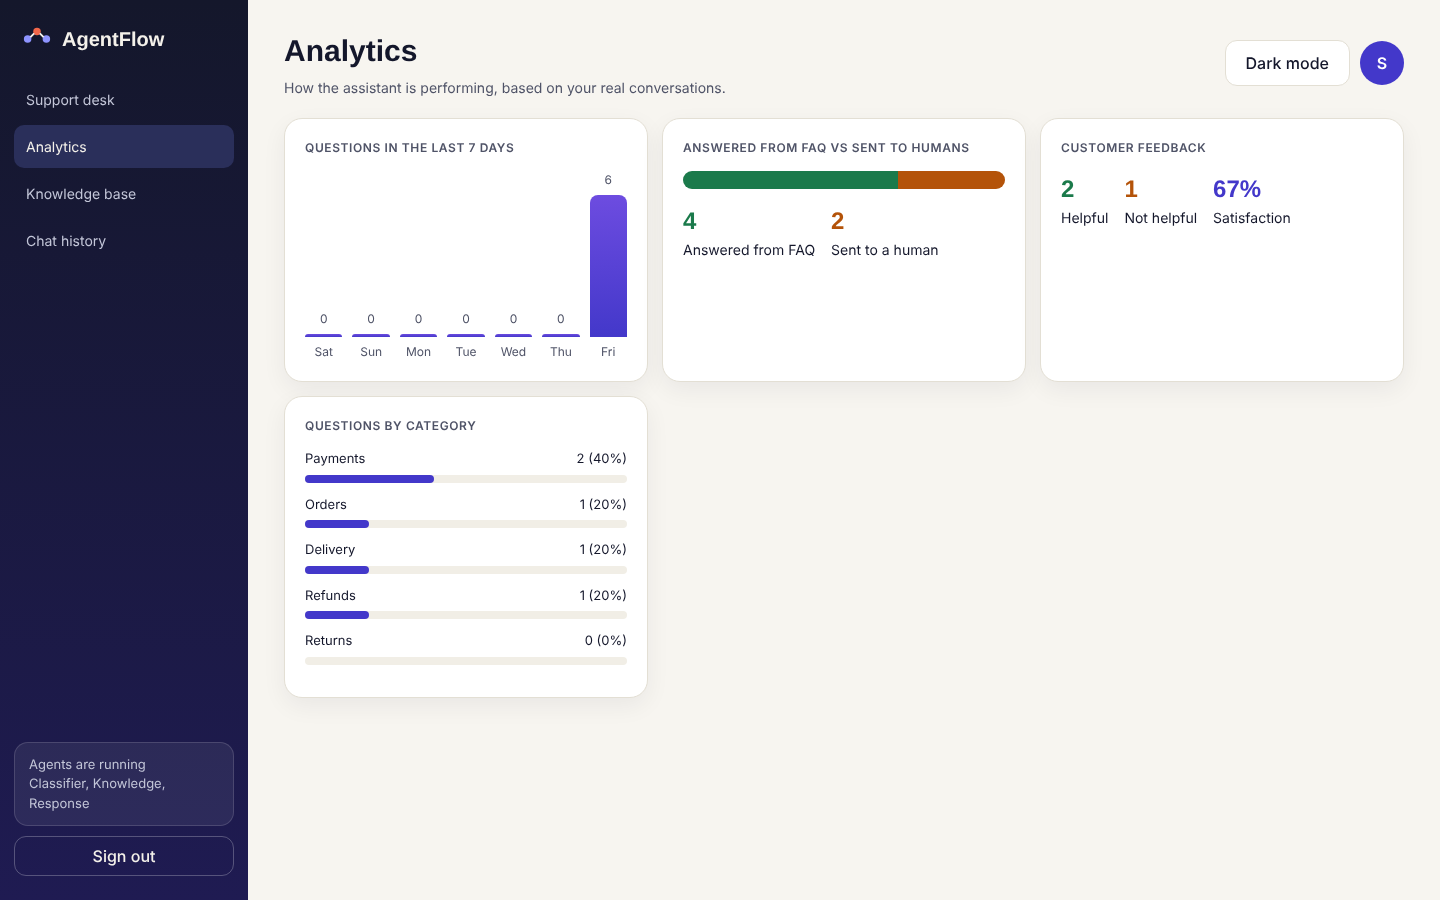 AgentFlow
Support desk
Analytics
Knowledge base
Chat history
Agents are running
Classifier, Knowledge,
Response
Sign out
Analytics
How the assistant is performing, based on your real conversations.
Dark mode
S
QUESTIONS IN THE LAST 7 DAYS
6
0 0 0 0 0 0
Sat Sun Mon Tue Wed Thu Fri
ANSWERED FROM FAQ VS SENT TO HUMANS
4 2
Answered from FAQ Sent to a human
CUSTOMER FEEDBACK
2 1 67%
Helpful Not helpful Satisfaction
QUESTIONS BY CATEGORY
Payments 2 (40%)
Orders 1 (20%)
Delivery 1 (20%)
Refunds 1 (20%)
Returns 0 (0%)